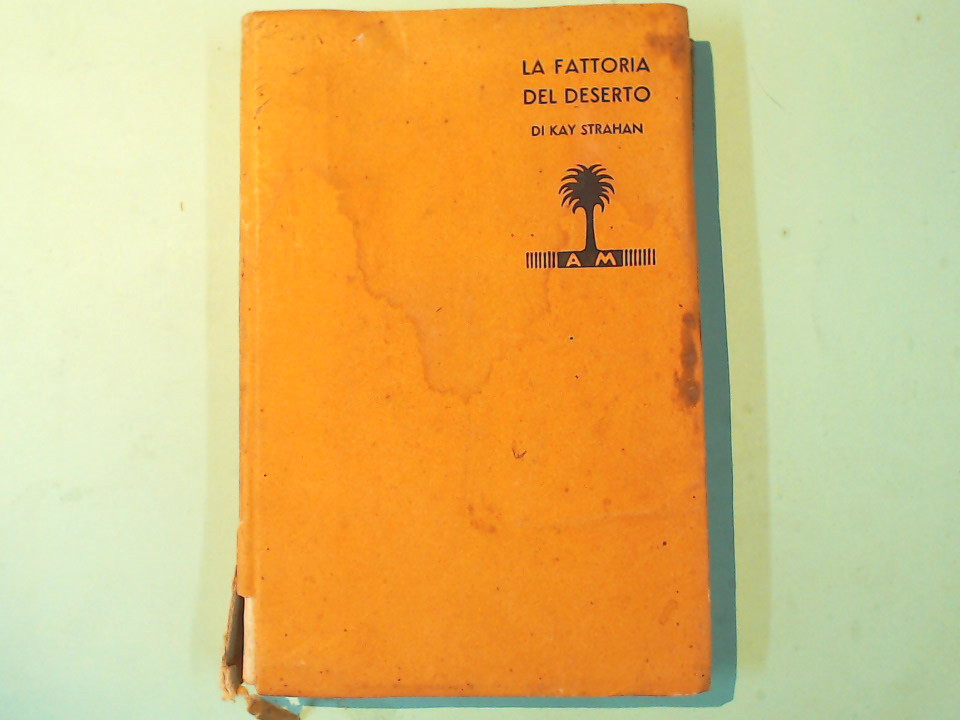 LA FATTORIA
DEL DESERTO
DI KAY STRAHAN
A M